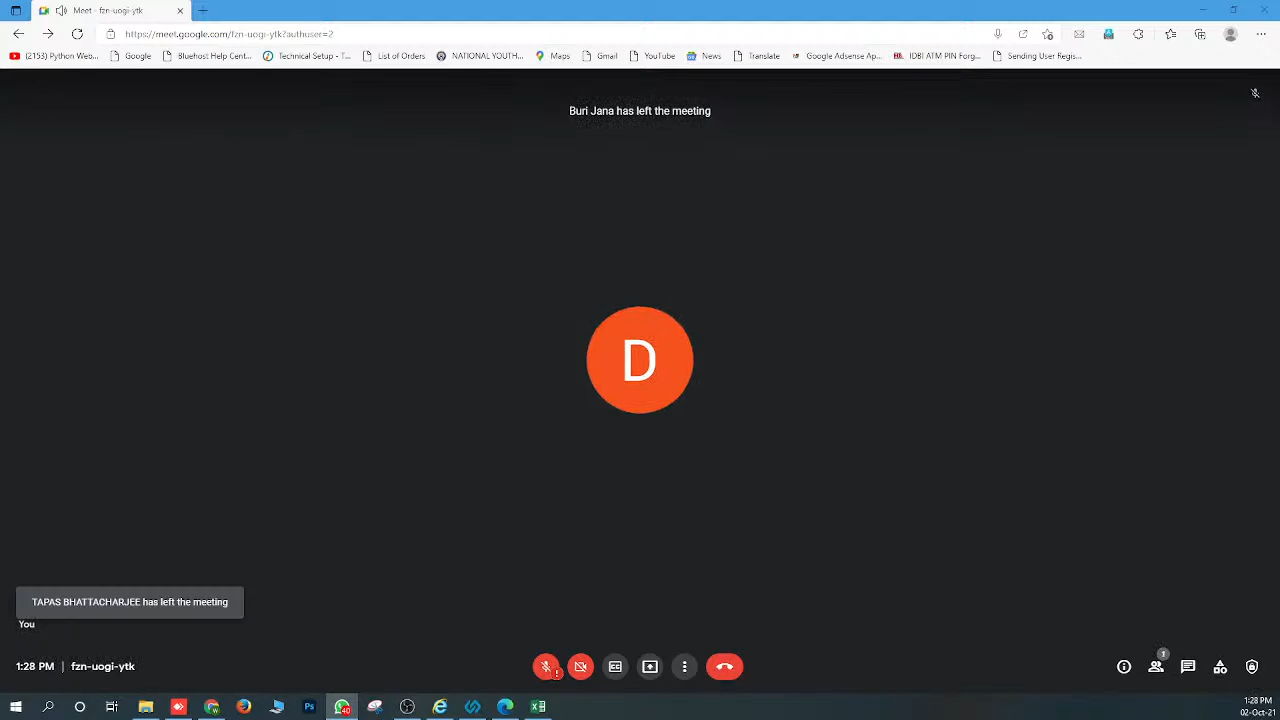 Meet - fzn-uogi-ytk
https://meet.google.com/fzn-uogi-ytk?authuser=2
(2153) Python Web... Google Bluehost Help Cent... Technical Setup - T... List of Orders NATIONAL YOUTH... Maps Gmail YouTube News Translate Google Adsense Ap... IDBI ATM PIN Forg... Sending User Regis...
Buri Jana has left the meeting
D
TAPAS BHATTACHARJEE has left the meeting
You
1:28 PM | fzn-uogi-ytk
1
40
1:28 PM
02-Oct-21